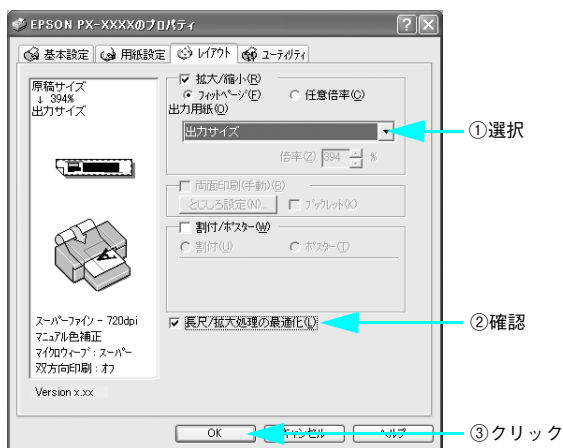 EPSON PX-XXXXのプロパティ
基本設定 用紙設定 レイアウト ユーティリティ
原稿サイズ
↓ 394%
出力サイズ
拡大/縮小(R)
フィットページ(F) 任意倍率(C)
出力用紙(O)
出力サイズ
①選択
倍率(Z) 394 %
両面印刷(手動)(B)
とじしろ設定(N)... ブックレット(K)
割付/ポスター(W)
割付(U) ポスター(T)
スーパーファイン - 720dpi
マニュアル色補正
マイクロウィーブ : スーパー
双方向印刷 : オフ
長尺/拡大処理の最適化(L)
②確認
Version x.xx
OK キャンセル ヘルプ
③クリック